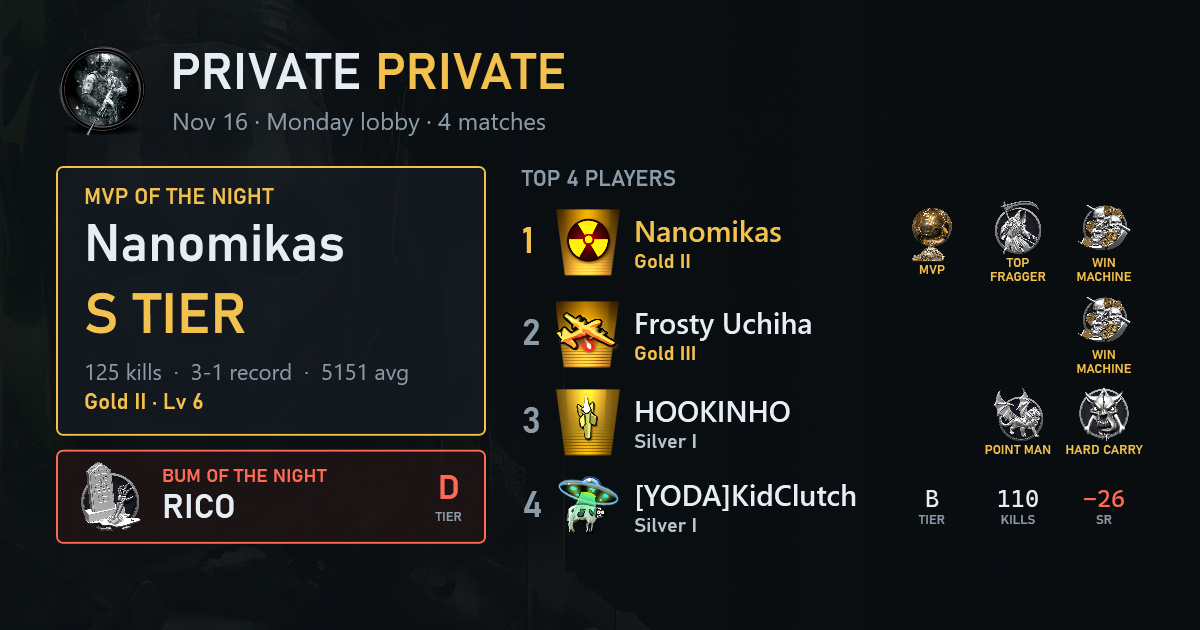 PRIVATE PRIVATE
Nov 16 · Monday lobby · 4 matches
MVP OF THE NIGHT
Nanomikas
S TIER
125 kills · 3-1 record · 5151 avg
Gold II · Lv 6
BUM OF THE NIGHT
RICO
D
TIER
TOP 4 PLAYERS
1
Nanomikas
Gold II
MVP
TOP
FRAGGER
WIN
MACHINE
2
Frosty Uchiha
Gold III
WIN
MACHINE
3
HOOKINHO
Silver I
POINT MAN
HARD CARRY
4
[YODA]KidClutch
Silver I
B
TIER
110
KILLS
−26
SR